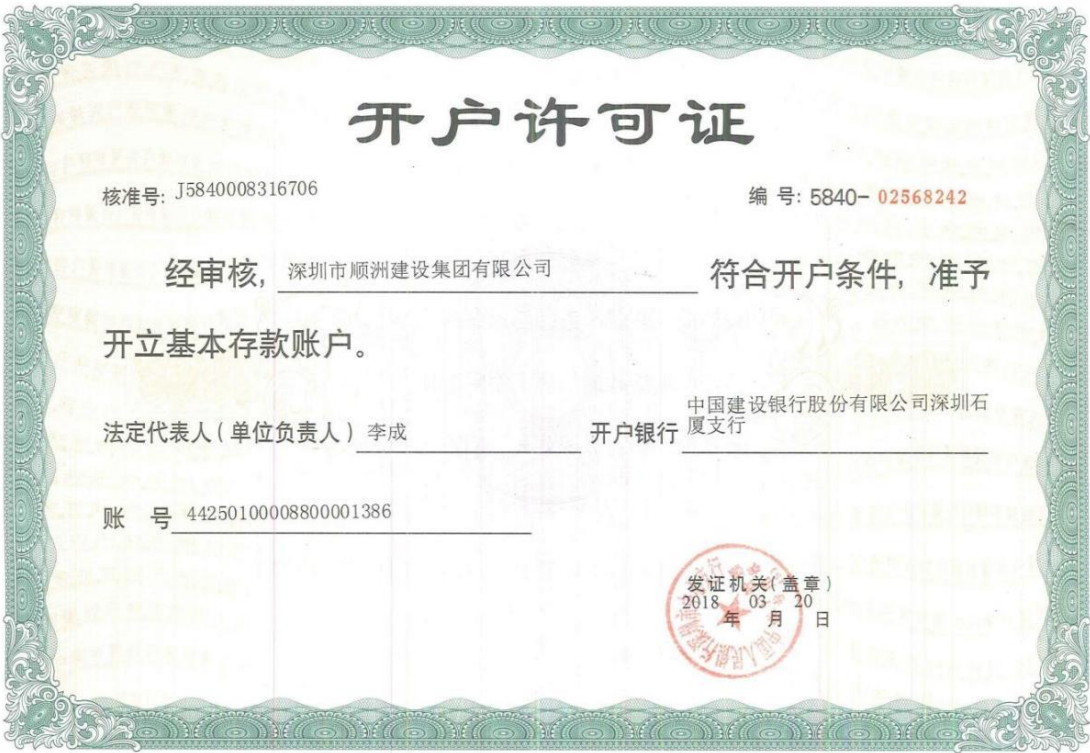 开户许可证
核准号: J5840008316706 编 号: 5840- 02568242
经审核, 深圳市顺洲建设集团有限公司 符合开户条件, 准予
开立基本存款账户。
法定代表人(单位负责人) 李成 开户银行 中国建设银行股份有限公司深圳石
厦支行
账 号 44250100008800001386
发证机关(盖章)
2018 03 20
年 月 日